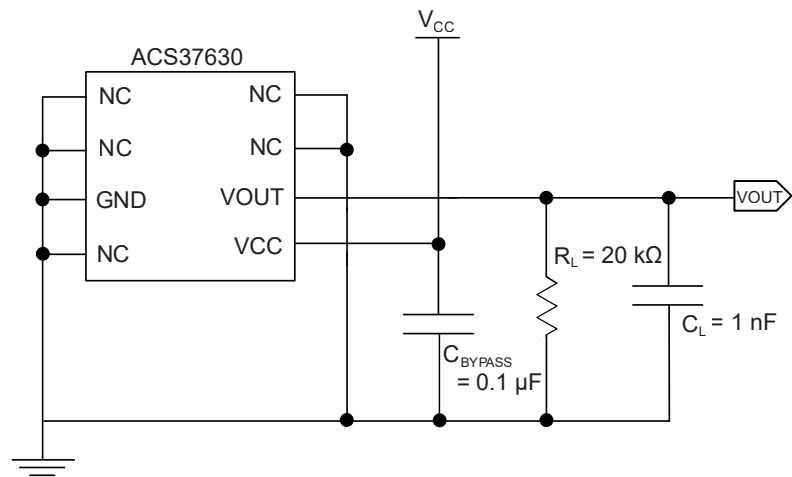 V_CC
ACS37630
NC
NC
NC
NC
GND
VOUT
VOUT
NC
VCC
R_L = 20 kΩ
C_L = 1 nF
C_BYPASS
= 0.1 µF